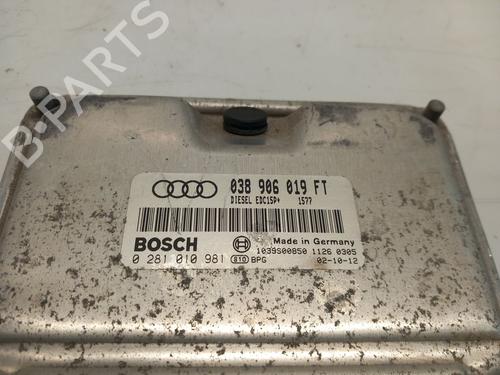 B-PARTS
038 906 019 FT
DIESEL EDC15P+ 1577
BOSCH
Made in Germany
1039S00850 1126 0305
0 281 010 981
810 BPG
02-10-12